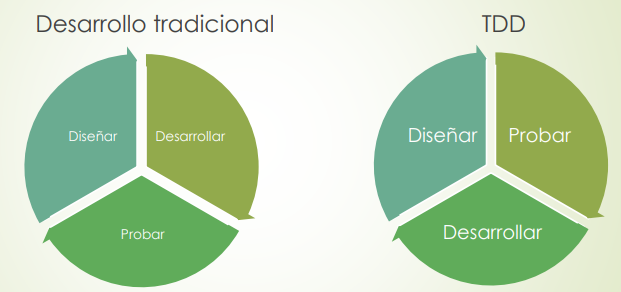 Desarrollo tradicional
Diseñar
Desarrollar
Probar
TDD
Diseñar
Probar
Desarrollar